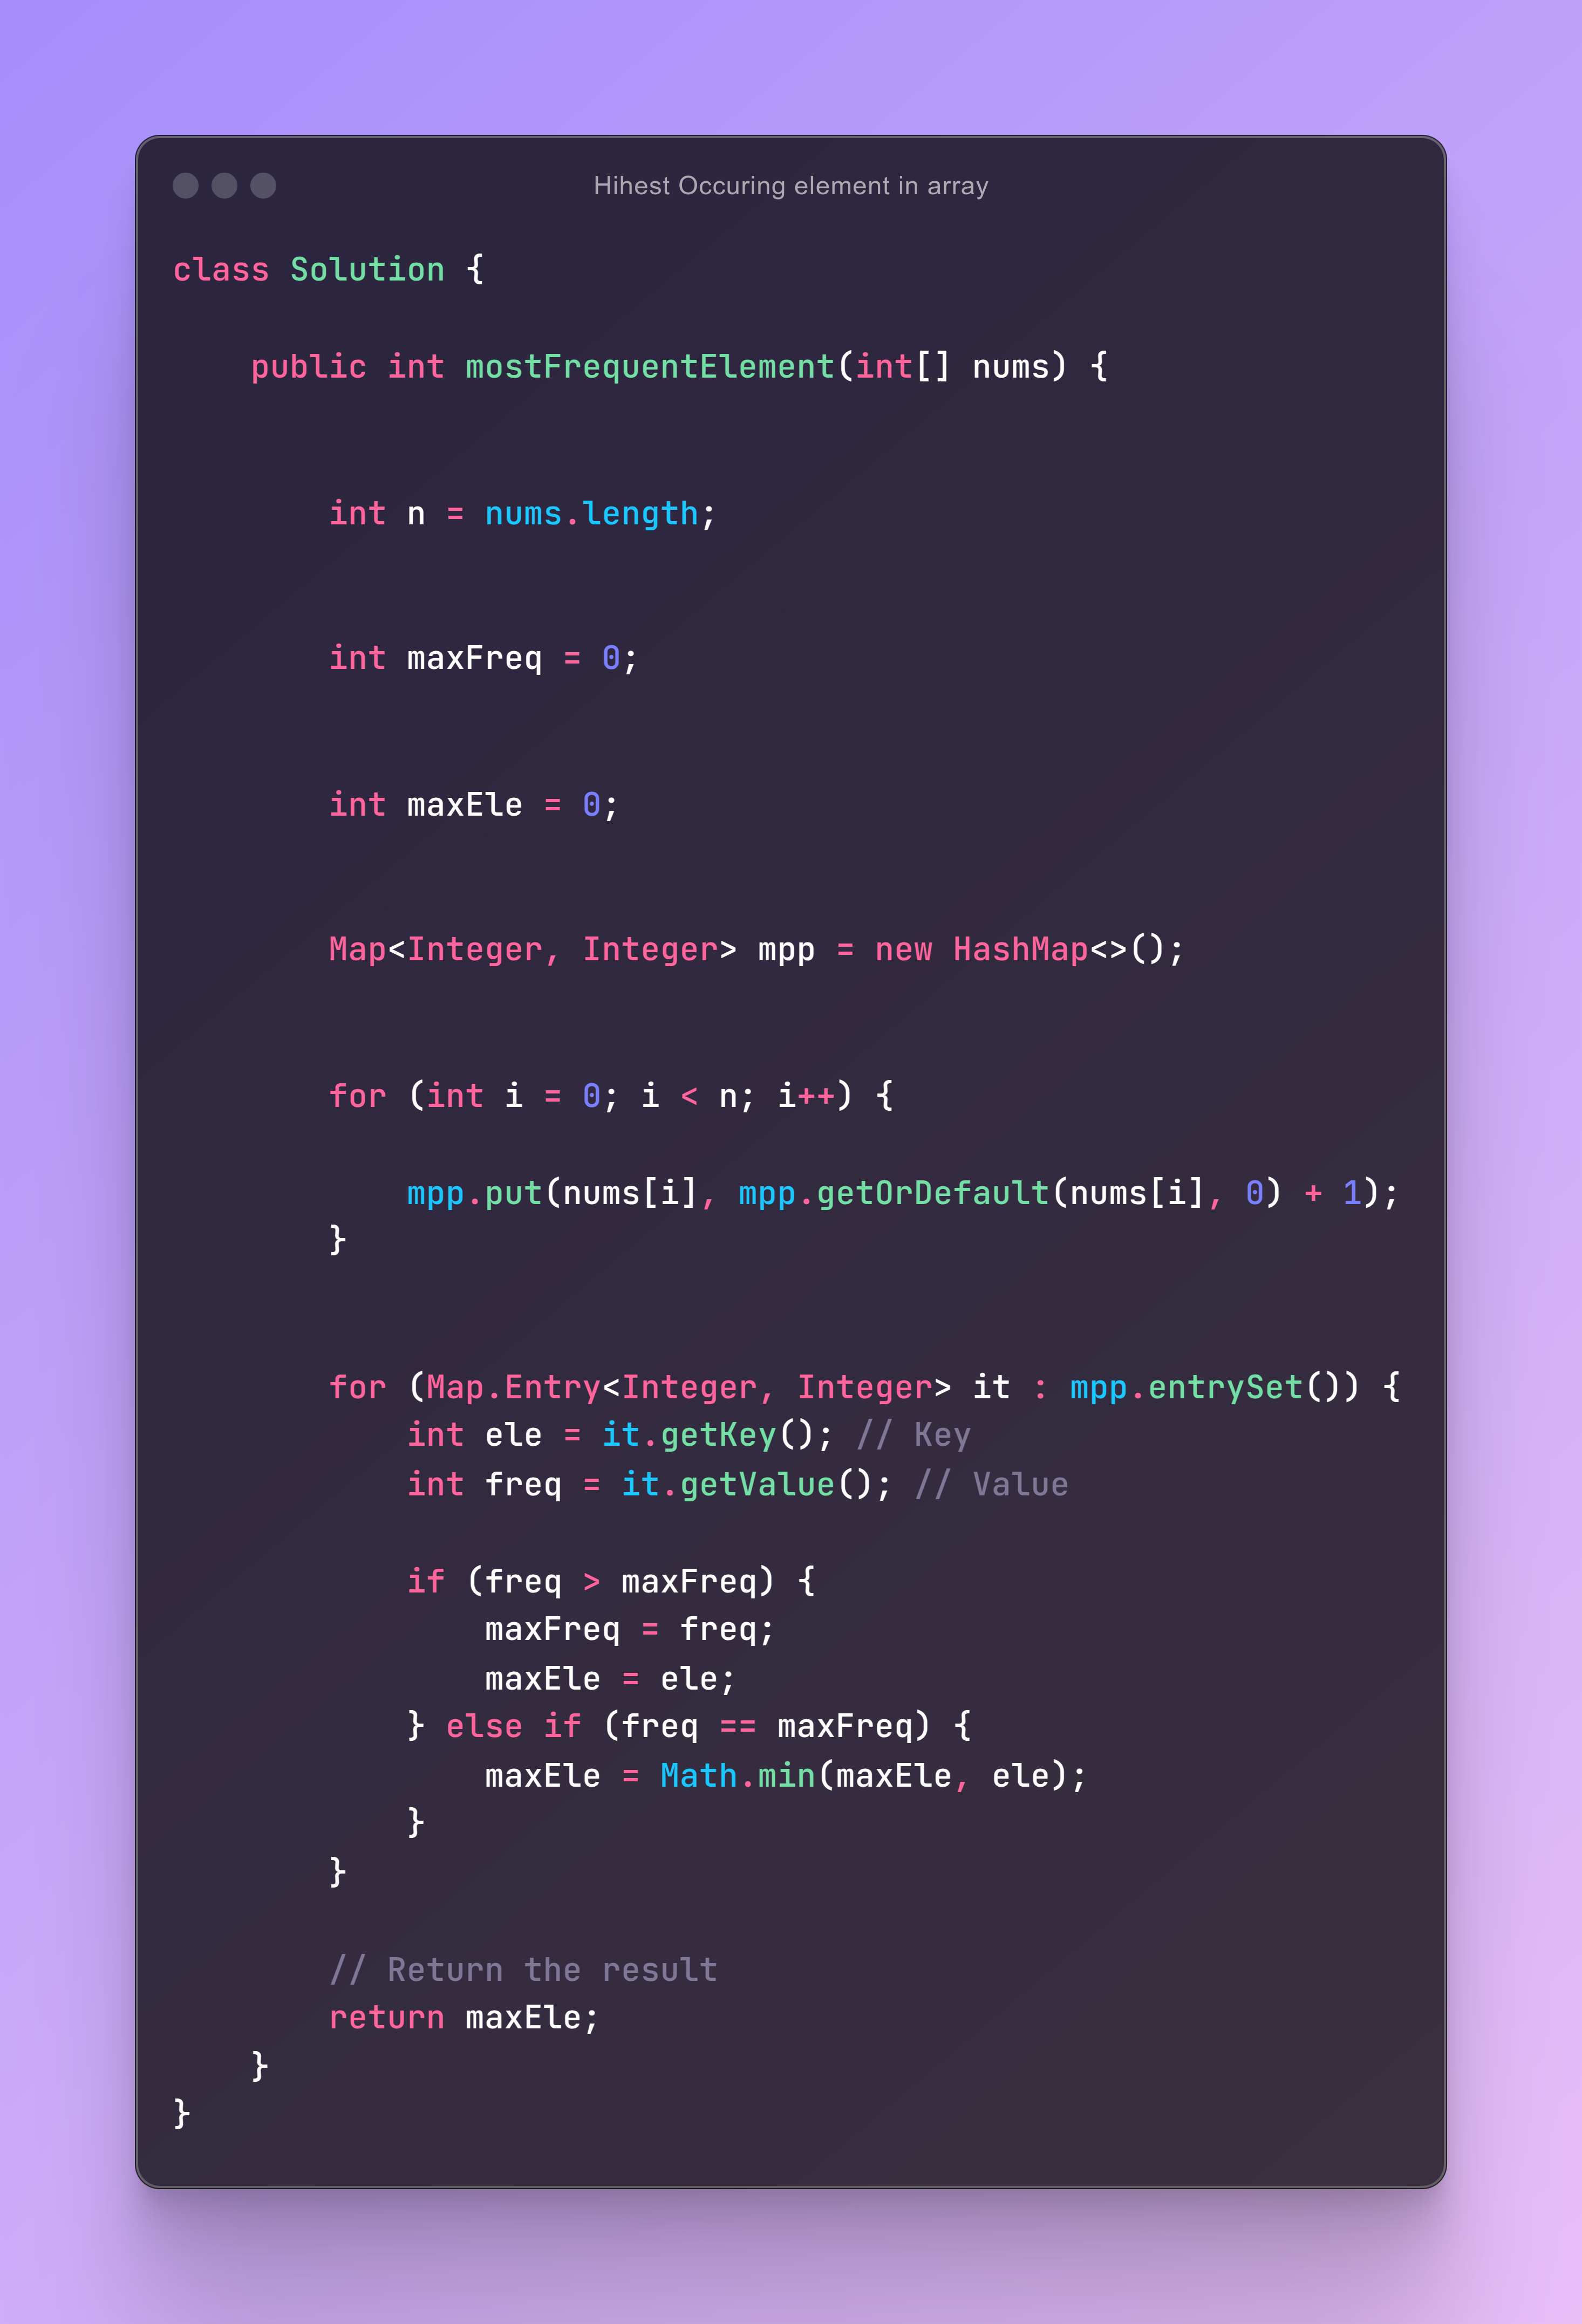 Hihest Occuring element in array
class Solution {
    public int mostFrequentElement(int[] nums) {
        int n = nums.length;
        int maxFreq = 0;
        int maxEle = 0;
        Map<Integer, Integer> mpp = new HashMap<>();
        for (int i = 0; i < n; i++) {
            mpp.put(nums[i], mpp.getOrDefault(nums[i], 0) + 1);
        }
        for (Map.Entry<Integer, Integer> it : mpp.entrySet()) {
            int ele = it.getKey(); // Key
            int freq = it.getValue(); // Value
            if (freq > maxFreq) {
                maxFreq = freq;
                maxEle = ele;
            } else if (freq == maxFreq) {
                maxEle = Math.min(maxEle, ele);
            }
        }
        // Return the result
        return maxEle;
    }
}